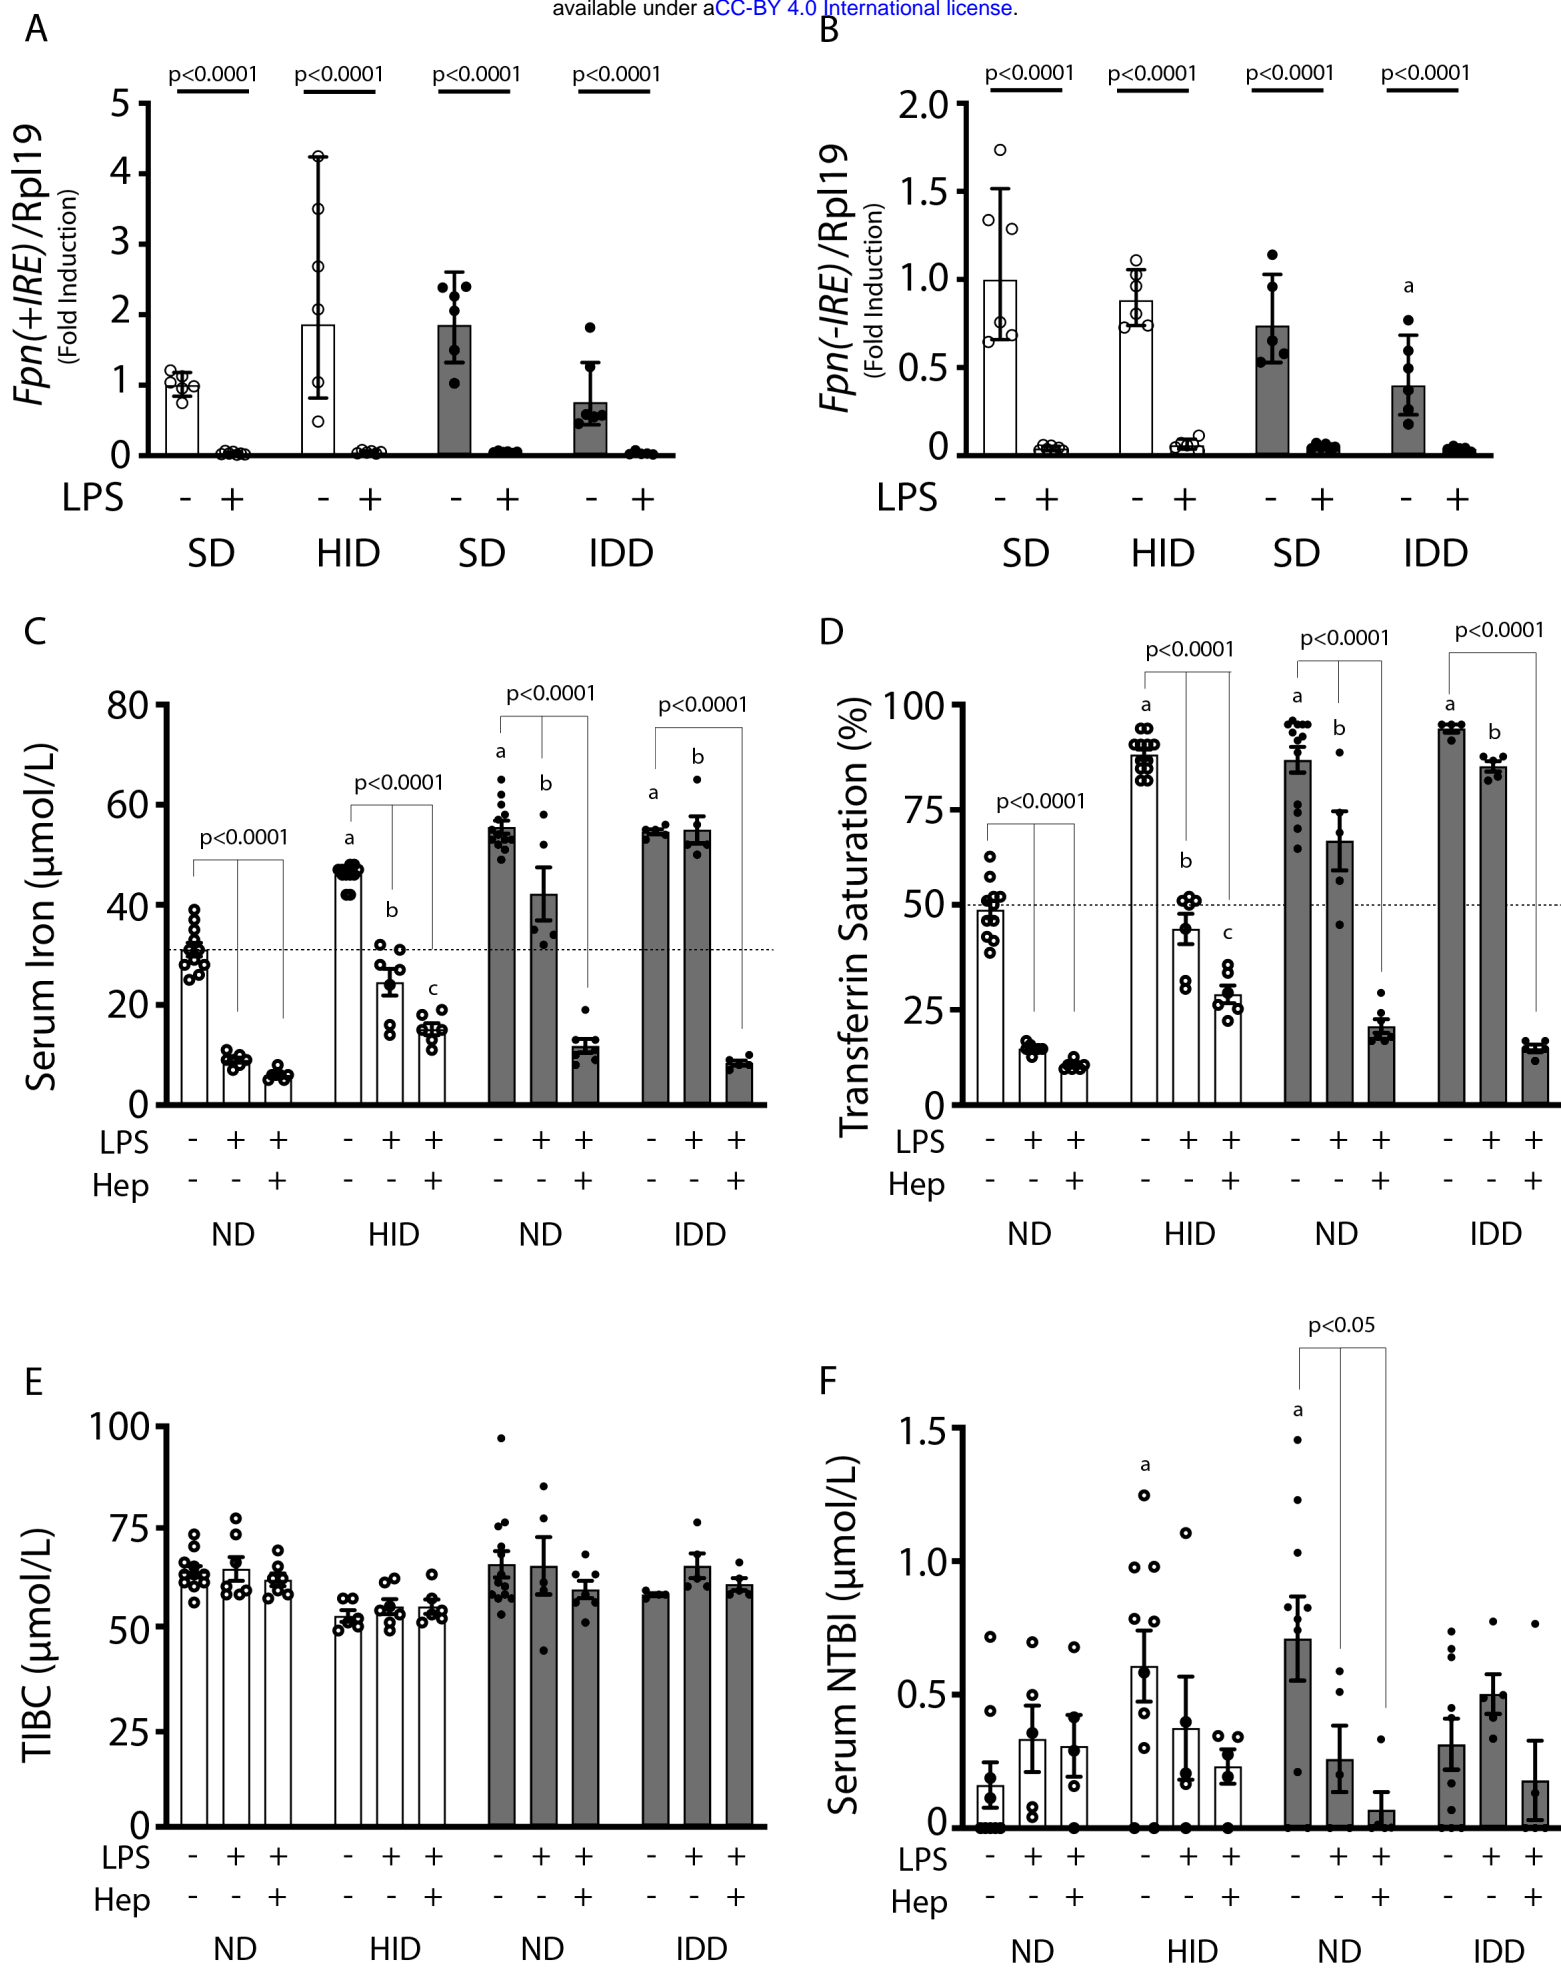 available under aCC-BY 4.0 International license.
A
p<0.0001 p<0.0001 p<0.0001 p<0.0001
Fpn(+IRE)/Rpl19
(Fold Induction)
5
4
3
2
1
0
LPS - + - + - + - +
SD HID SD IDD
B
p<0.0001 p<0.0001 p<0.0001 p<0.0001
Fpn(-IRE)/Rpl19
(Fold Induction)
2.0
1.5
1.0
0.5
0
a
LPS - + - + - + - +
SD HID SD IDD
C
Serum Iron (µmol/L)
80
60
40
20
0
p<0.0001 p<0.0001 p<0.0001 p<0.0001
a b c a b a b
LPS - + + - + + - + + - + +
Hep - - + - - + - - + - - +
ND HID ND IDD
D
Transferrin Saturation (%)
100
75
50
25
0
p<0.0001 p<0.0001 p<0.0001 p<0.0001
a b c a b a b
LPS - + + - + + - + + - + +
Hep - - + - - + - - + - - +
ND HID ND IDD
E
TIBC (µmol/L)
100
75
50
25
0
LPS - + + - + + - + + - + +
Hep - - + - - + - - + - - +
ND HID ND IDD
F
Serum NTBI (µmol/L)
1.5
1.0
0.5
0
p<0.05
a a
LPS - + + - + + - + + - + +
Hep - - + - - + - - + - - +
ND HID ND IDD